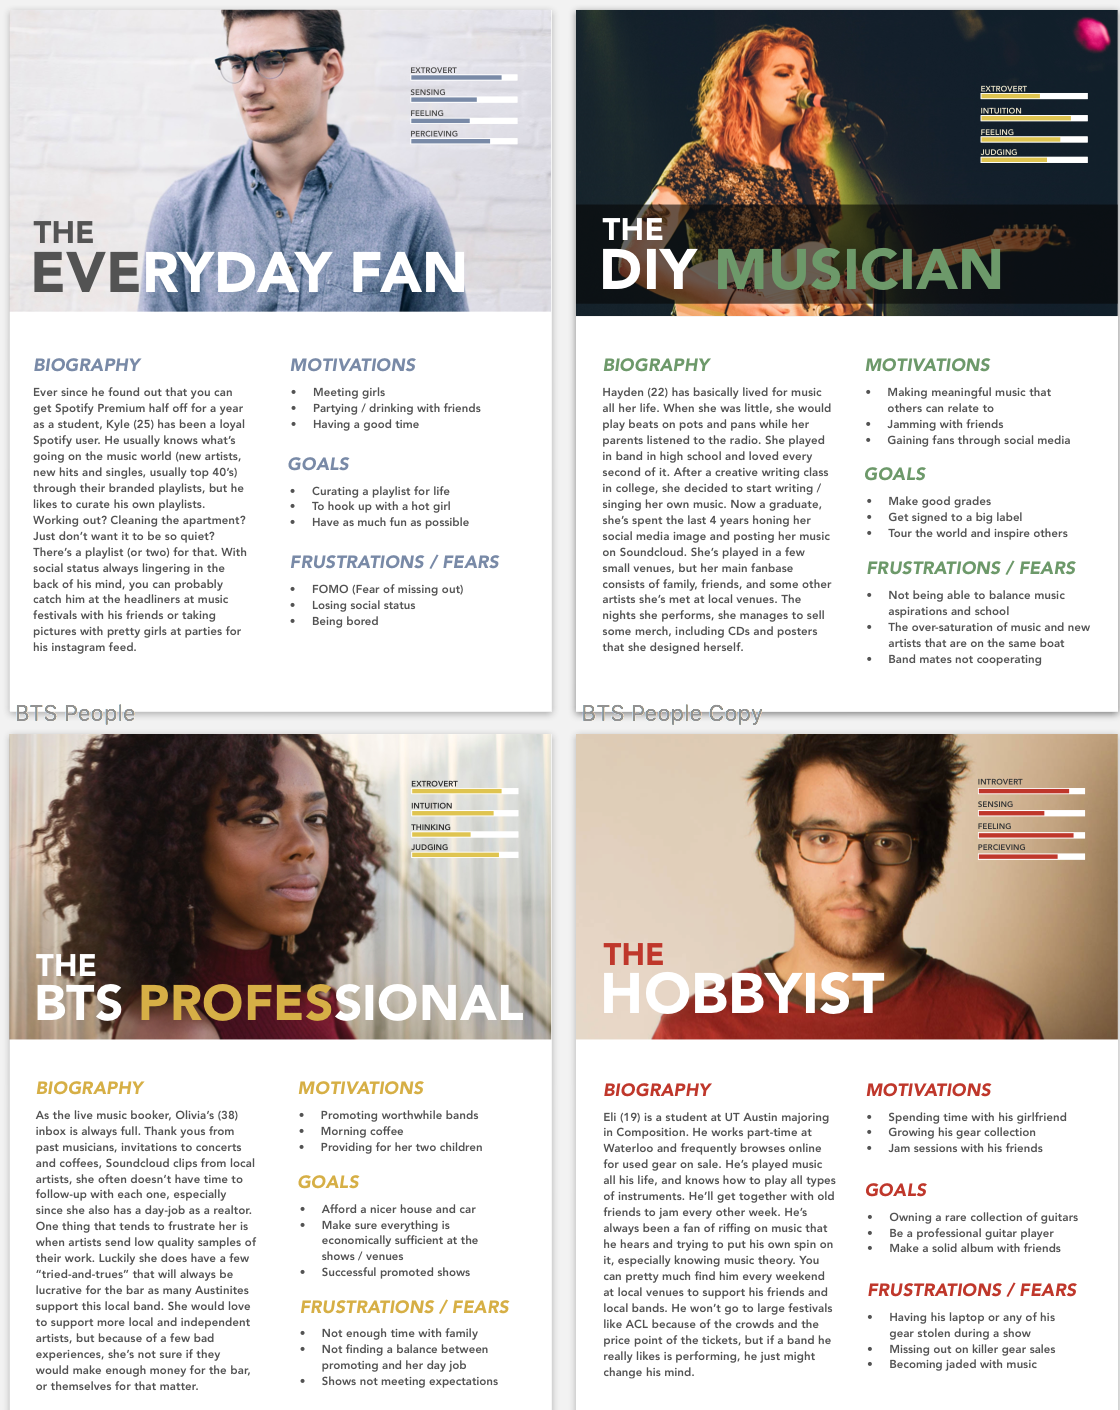 EXTROVERT
SENSING
FEELING
PERCIEVING
THE
EVERYDAY FAN
BIOGRAPHY
Ever since he found out that you can
get Spotify Premium half off for a year
as a student, Kyle (25) has been a loyal
Spotify user. He usually knows what's
going on the music world (new artists,
new hits and singles, usually top 40's)
through their branded playlists, but he
likes to curate his own playlists.
Working out? Cleaning the apartment?
Just don't want it to be so quiet?
There's a playlist (or two) for that. With
social status always lingering in the
back of his mind, you can probably
catch him at the headliners at music
festivals with his friends or taking
pictures with pretty girls at parties for
his instagram feed.
MOTIVATIONS
• Meeting girls
• Partying / drinking with friends
• Having a good time
GOALS
• Curating a playlist for life
• To hook up with a hot girl
• Have as much fun as possible
FRUSTRATIONS / FEARS
• FOMO (Fear of missing out)
• Losing social status
• Being bored
EXTROVERT
INTUITION
FEELING
JUDGING
THE
DIY MUSICIAN
BIOGRAPHY
Hayden (22) has basically lived for music
all her life. When she was little, she would
play beats on pots and pans while her
parents listened to the radio. She played
in band in high school and loved every
second of it. After a creative writing class
in college, she decided to start writing /
singing her own music. Now a graduate,
she's spent the last 4 years honing her
social media image and posting her music
on Soundcloud. She's played in a few
small venues, but her main fanbase
consists of family, friends, and some other
artists she's met at local venues. The
nights she performs, she manages to sell
some merch, including CDs and posters
that she designed herself.
MOTIVATIONS
• Making meaningful music that
others can relate to
• Jamming with friends
• Gaining fans through social media
GOALS
• Make good grades
• Get signed to a big label
• Tour the world and inspire others
FRUSTRATIONS / FEARS
• Not being able to balance music
aspirations and school
• The over-saturation of music and new
artists that are on the same boat
• Band mates not cooperating
BTS People
BTS People Copy
EXTROVERT
INTUITION
THINKING
JUDGING
THE
BTS PROFESSIONAL
BIOGRAPHY
As the live music booker, Olivia's (38)
inbox is always full. Thank yous from
past musicians, invitations to concerts
and coffees, Soundcloud clips from local
artists, she often doesn't have time to
follow-up with each one, especially
since she also has a day-job as a realtor.
One thing that tends to frustrate her is
when artists send low quality samples of
their work. Luckily she does have a few
"tried-and-trues" that will always be
lucrative for the bar as many Austinites
support this local band. She would love
to support more local and independent
artists, but because of a few bad
experiences, she's not sure if they
would make enough money for the bar,
or themselves for that matter.
MOTIVATIONS
• Promoting worthwhile bands
• Morning coffee
• Providing for her two children
GOALS
• Afford a nicer house and car
• Make sure everything is
economically sufficient at the
shows / venues
• Successful promoted shows
FRUSTRATIONS / FEARS
• Not enough time with family
• Not finding a balance between
promoting and her day job
• Shows not meeting expectations
INTROVERT
SENSING
FEELING
PERCIEVING
THE
HOBBYIST
BIOGRAPHY
Eli (19) is a student at UT Austin majoring
in Composition. He works part-time at
Waterloo and frequently browses online
for used gear on sale. He's played music
all his life, and knows how to play all types
of instruments. He'll get together with old
friends to jam every other week. He's
always been a fan of riffing on music that
he hears and trying to put his own spin on
it, especially knowing music theory. You
can pretty much find him every weekend
at local venues to support his friends and
local bands. He won't go to large festivals
like ACL because of the crowds and the
price point of the tickets, but if a band he
really likes is performing, he just might
change his mind.
MOTIVATIONS
• Spending time with his girlfriend
• Growing his gear collection
• Jam sessions with his friends
GOALS
• Owning a rare collection of guitars
• Be a professional guitar player
• Make a solid album with friends
FRUSTRATIONS / FEARS
• Having his laptop or any of his
gear stolen during a show
• Missing out on killer gear sales
• Becoming jaded with music